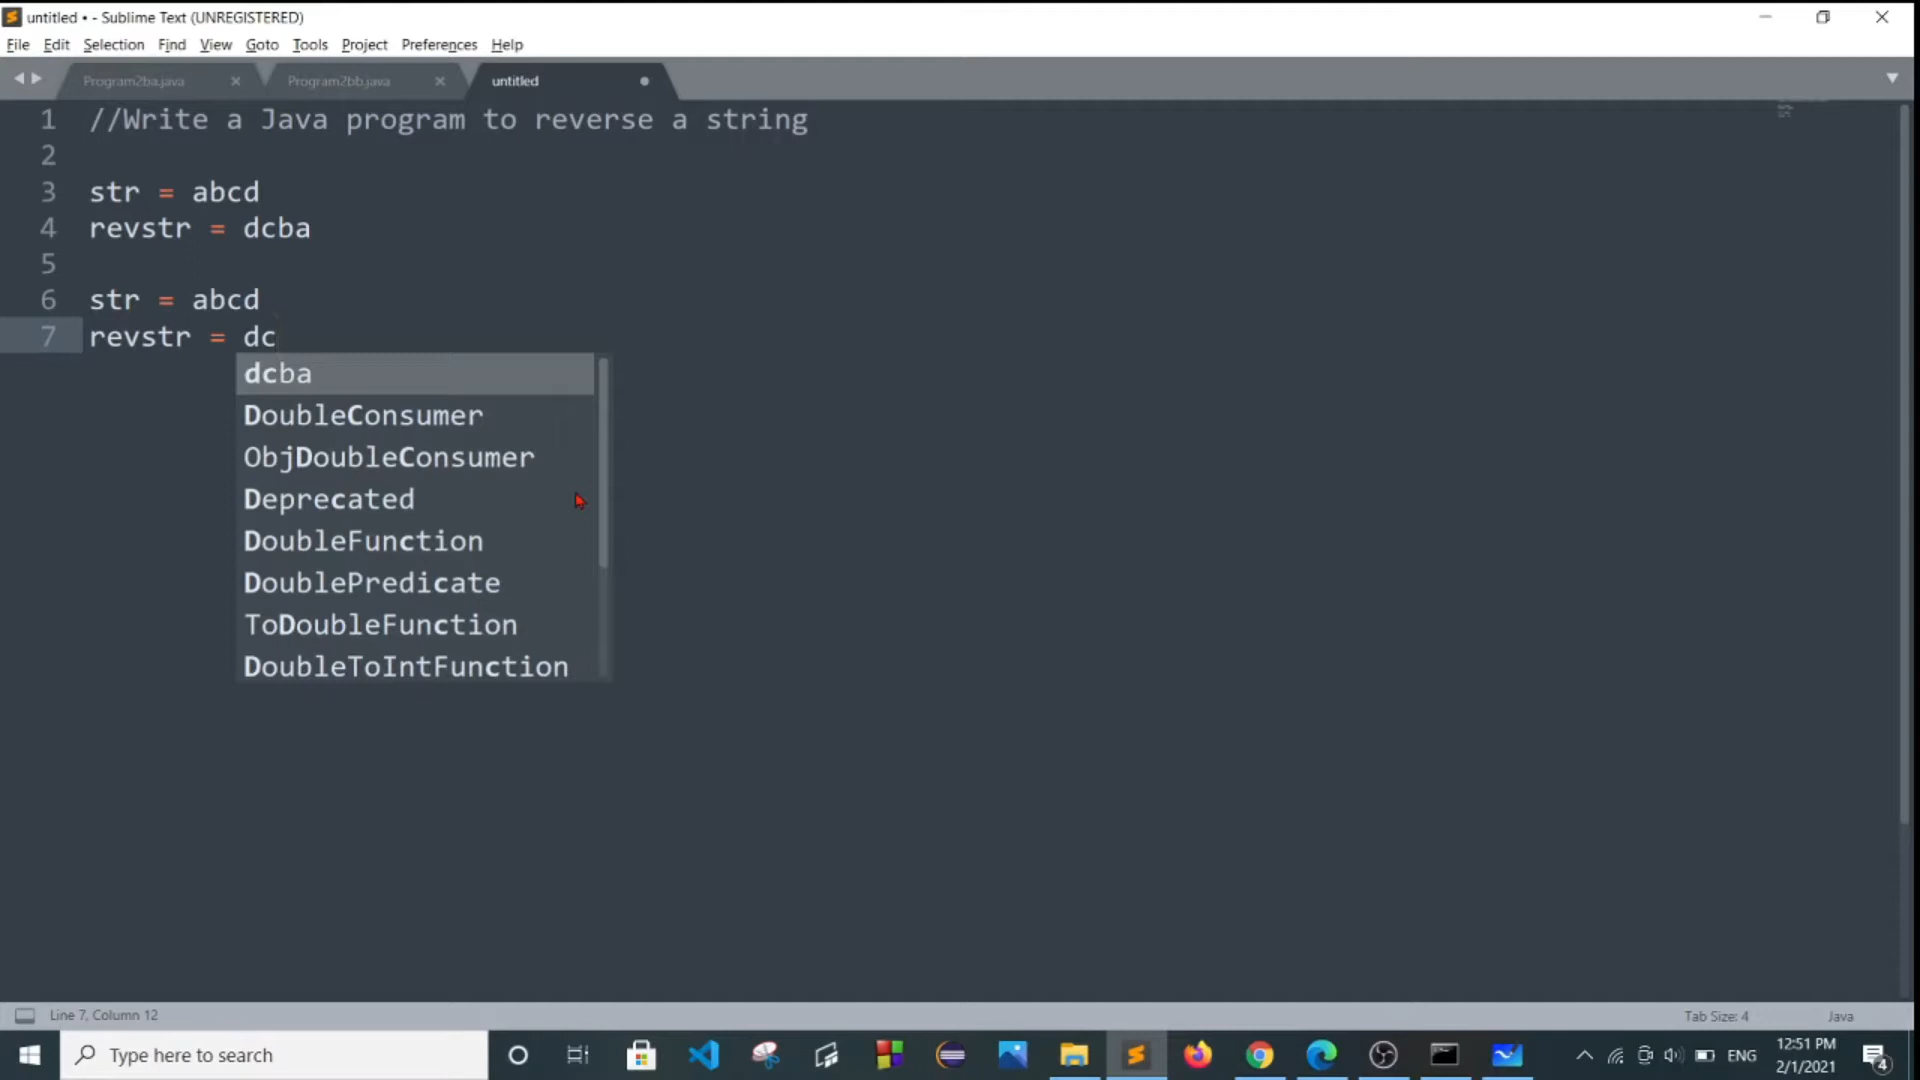 untitled • - Sublime Text (UNREGISTERED)
File Edit Selection Find View Goto Tools Project Preferences Help
Program2ba.java × Program2bb.java × untitled
1 //Write a Java program to reverse a string
2
3 str = abcd
4 revstr = dcba
5
6 str = abcd
7 revstr = dc
dcba
DoubleConsumer
ObjDoubleConsumer
Deprecated
DoubleFunction
DoublePredicate
ToDoubleFunction
DoubleToIntFunction
Line 7, Column 12 Tab Size: 4 Java
Type here to search ENG 12:51 PM 4
2/1/2021